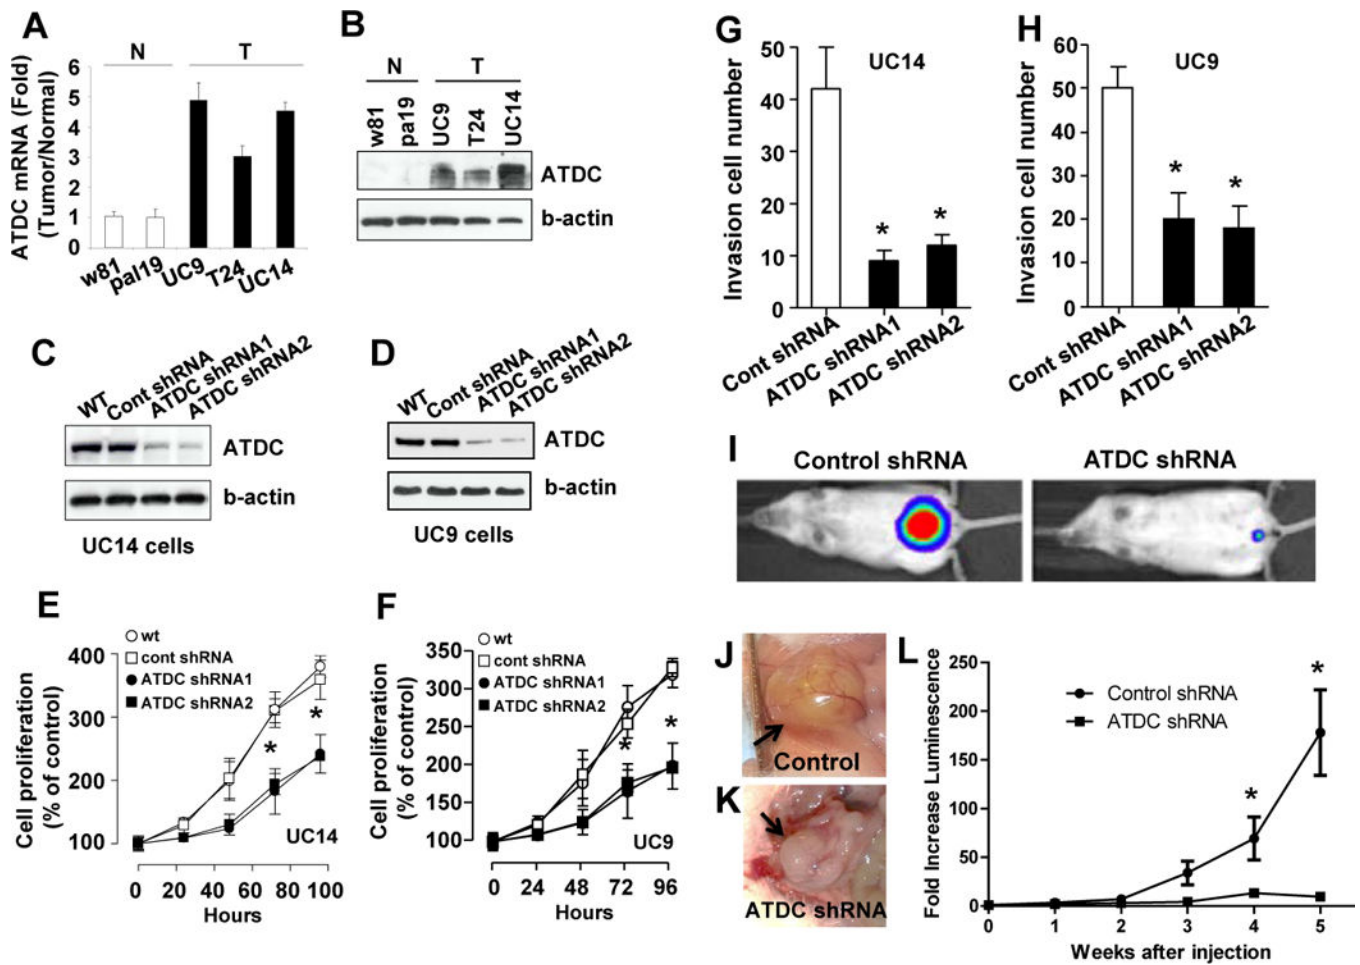 A
N
T
ATDC mRNA (Fold)
(Tumor/Normal)
6
5
4
3
2
1
0
w81
pal19
UC9
T24
UC14
B
N
T
w81
pa19
UC9
T24
UC14
ATDC
b-actin
C
WT
Cont shRNA
ATDC shRNA1
ATDC shRNA2
ATDC
b-actin
UC14 cells
D
WT
Cont shRNA
ATDC shRNA1
ATDC shRNA2
ATDC
b-actin
UC9 cells
E
wt
cont shRNA
ATDC shRNA1
ATDC shRNA2
Cell proliferation
(% of control)
400
300
200
100
*
*
UC14
0 20 40 60 80 100
Hours
F
wt
cont shRNA
ATDC shRNA1
ATDC shRNA2
Cell proliferation
(% of control)
350
300
250
200
150
100
*
*
UC9
0 24 48 72 96
Hours
G
UC14
Invasion cell number
50
40
30
20
10
0
*
*
Cont shRNA
ATDC shRNA1
ATDC shRNA2
H
UC9
Invasion cell number
60
50
40
30
20
10
0
*
*
Cont shRNA
ATDC shRNA1
ATDC shRNA2
I
Control shRNA
ATDC shRNA
J
Control
K
ATDC shRNA
L
Fold Increase Luminescence
250
200
150
100
50
0
Control shRNA
ATDC shRNA
*
*
0 1 2 3 4 5
Weeks after injection